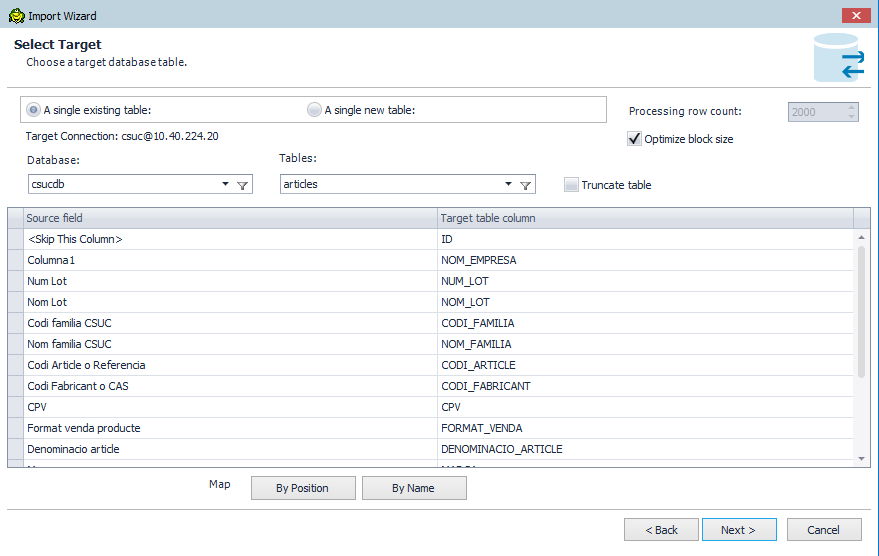 Import Wizard
Select Target
Choose a target database table.
A single existing table: A single new table: Processing row count: 2000
Target Connection: csuc@10.40.224.20 Optimize block size
Database: Tables:
csucdb articles Truncate table
Source field Target table column
<Skip This Column> ID
Columna1 NOM_EMPRESA
Num Lot NUM_LOT
Nom Lot NOM_LOT
Codi familia CSUC CODI_FAMILIA
Nom familia CSUC NOM_FAMILIA
Codi Article o Referencia CODI_ARTICLE
Codi Fabricant o CAS CODI_FABRICANT
CPV CPV
Format venda producte FORMAT_VENDA
Denominacio article DENOMINACIO_ARTICLE
Map By Position By Name
< Back Next > Cancel